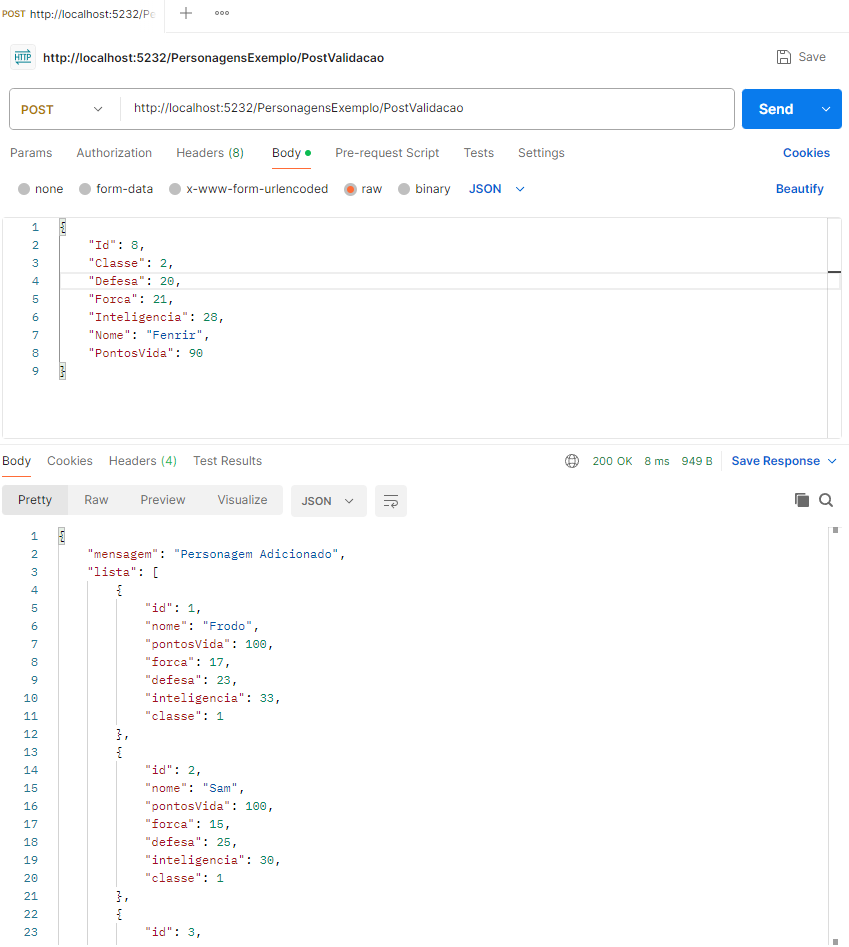 POST http://localhost:5232/Pe
HTTP http://localhost:5232/PersonagensExemplo/PostValidacao Save
POST http://localhost:5232/PersonagensExemplo/PostValidacao Send
Params Authorization Headers (8) Body Pre-request Script Tests Settings Cookies
none form-data x-www-form-urlencoded raw binary JSON Beautify
1 {
2 "Id": 8,
3 "Classe": 2,
4 "Defesa": 20,
5 "Forca": 21,
6 "Inteligencia": 28,
7 "Nome": "Fenrir",
8 "PontosVida": 90
9 }
Body Cookies Headers (4) Test Results 200 OK 8 ms 949 B Save Response
Pretty Raw Preview Visualize JSON
1 {
2 "mensagem": "Personagem Adicionado",
3 "lista": [
4 {
5 "id": 1,
6 "nome": "Frodo",
7 "pontosVida": 100,
8 "forca": 17,
9 "defesa": 23,
10 "inteligencia": 33,
11 "classe": 1
12 },
13 {
14 "id": 2,
15 "nome": "Sam",
16 "pontosVida": 100,
17 "forca": 15,
18 "defesa": 25,
19 "inteligencia": 30,
20 "classe": 1
21 },
22 {
23 "id": 3,